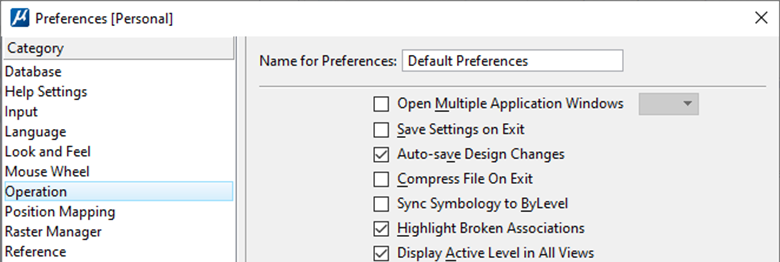 Preferences [Personal]
Category
Database
Help Settings
Input
Language
Look and Feel
Mouse Wheel
Operation
Position Mapping
Raster Manager
Reference
Name for Preferences: Default Preferences
Open Multiple Application Windows
Save Settings on Exit
Auto-save Design Changes
Compress File On Exit
Sync Symbology to ByLevel
Highlight Broken Associations
Display Active Level in All Views